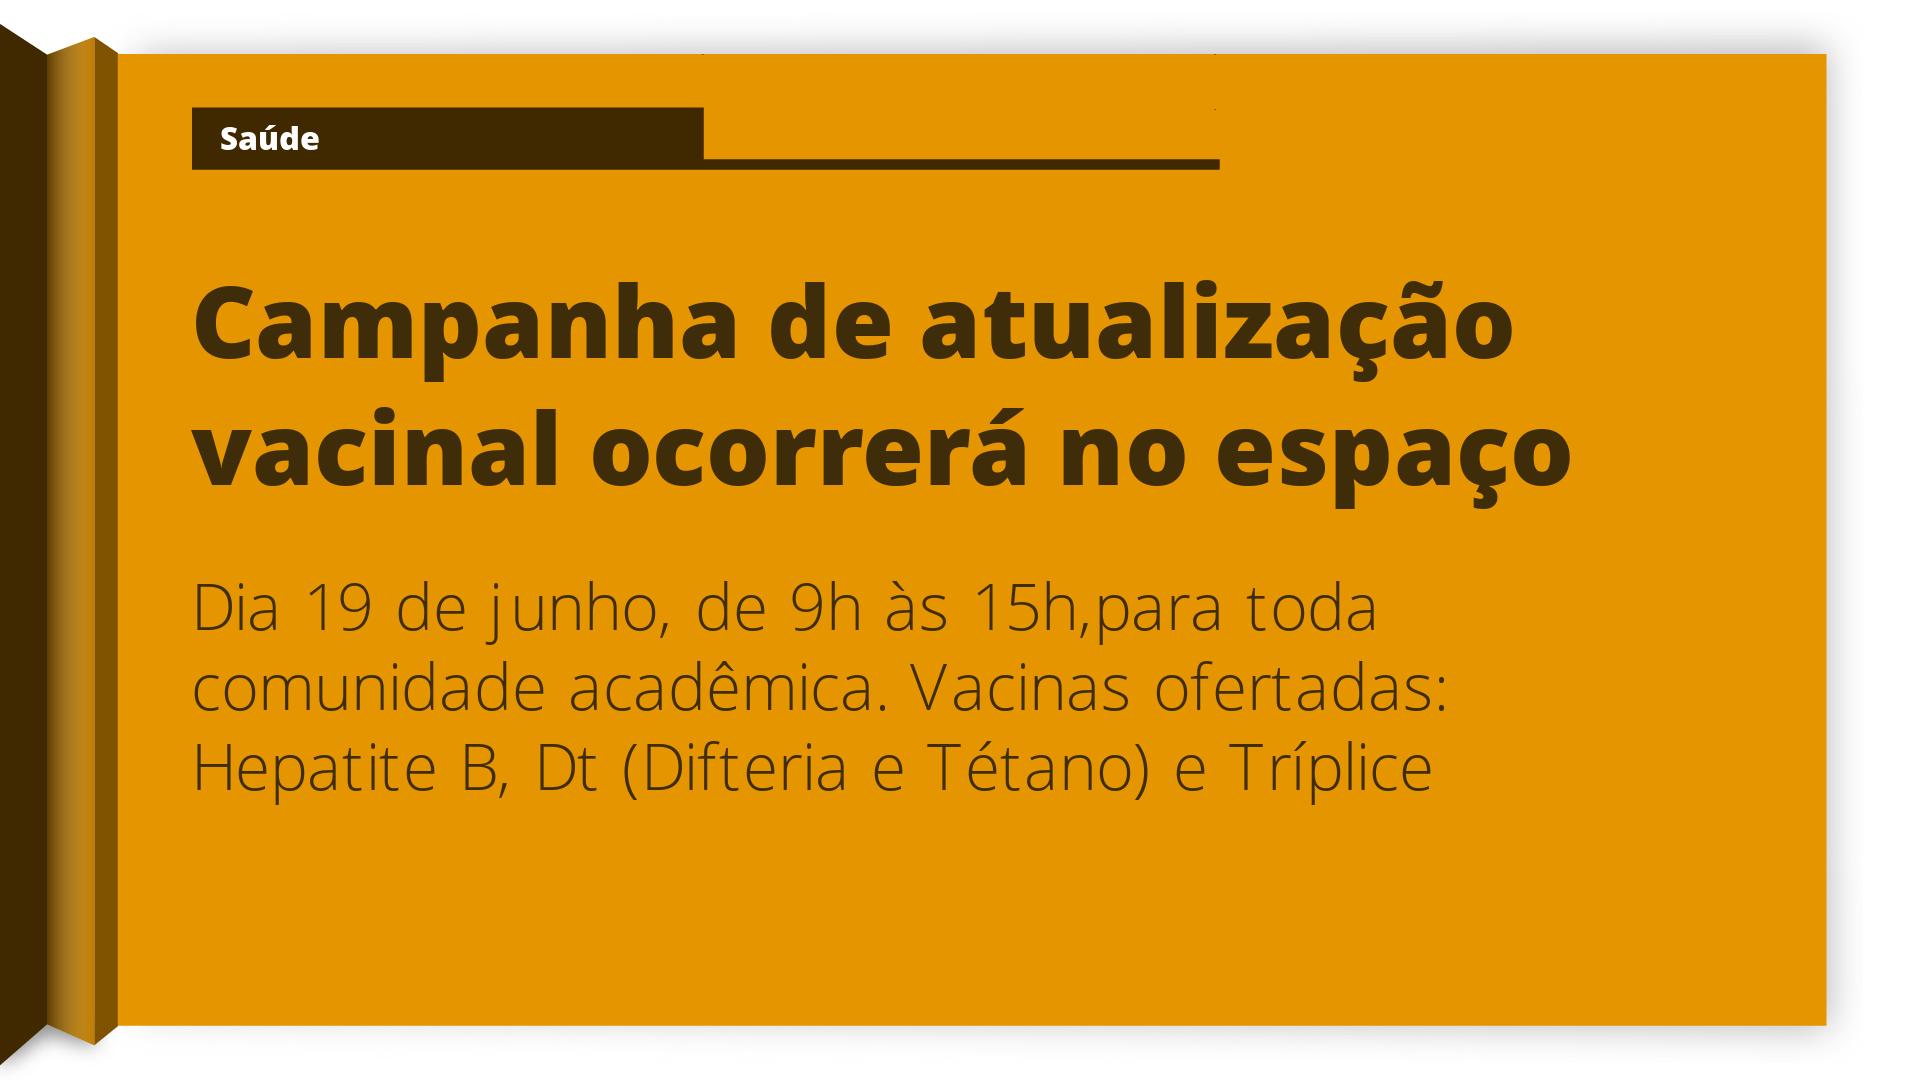 Saúde
Campanha de atualização
vacinal ocorrerá no espaço
Dia 19 de junho, de 9h às 15h,para toda
comunidade acadêmica. Vacinas ofertadas:
Hepatite B, Dt (Difteria e Tétano) e Tríplice